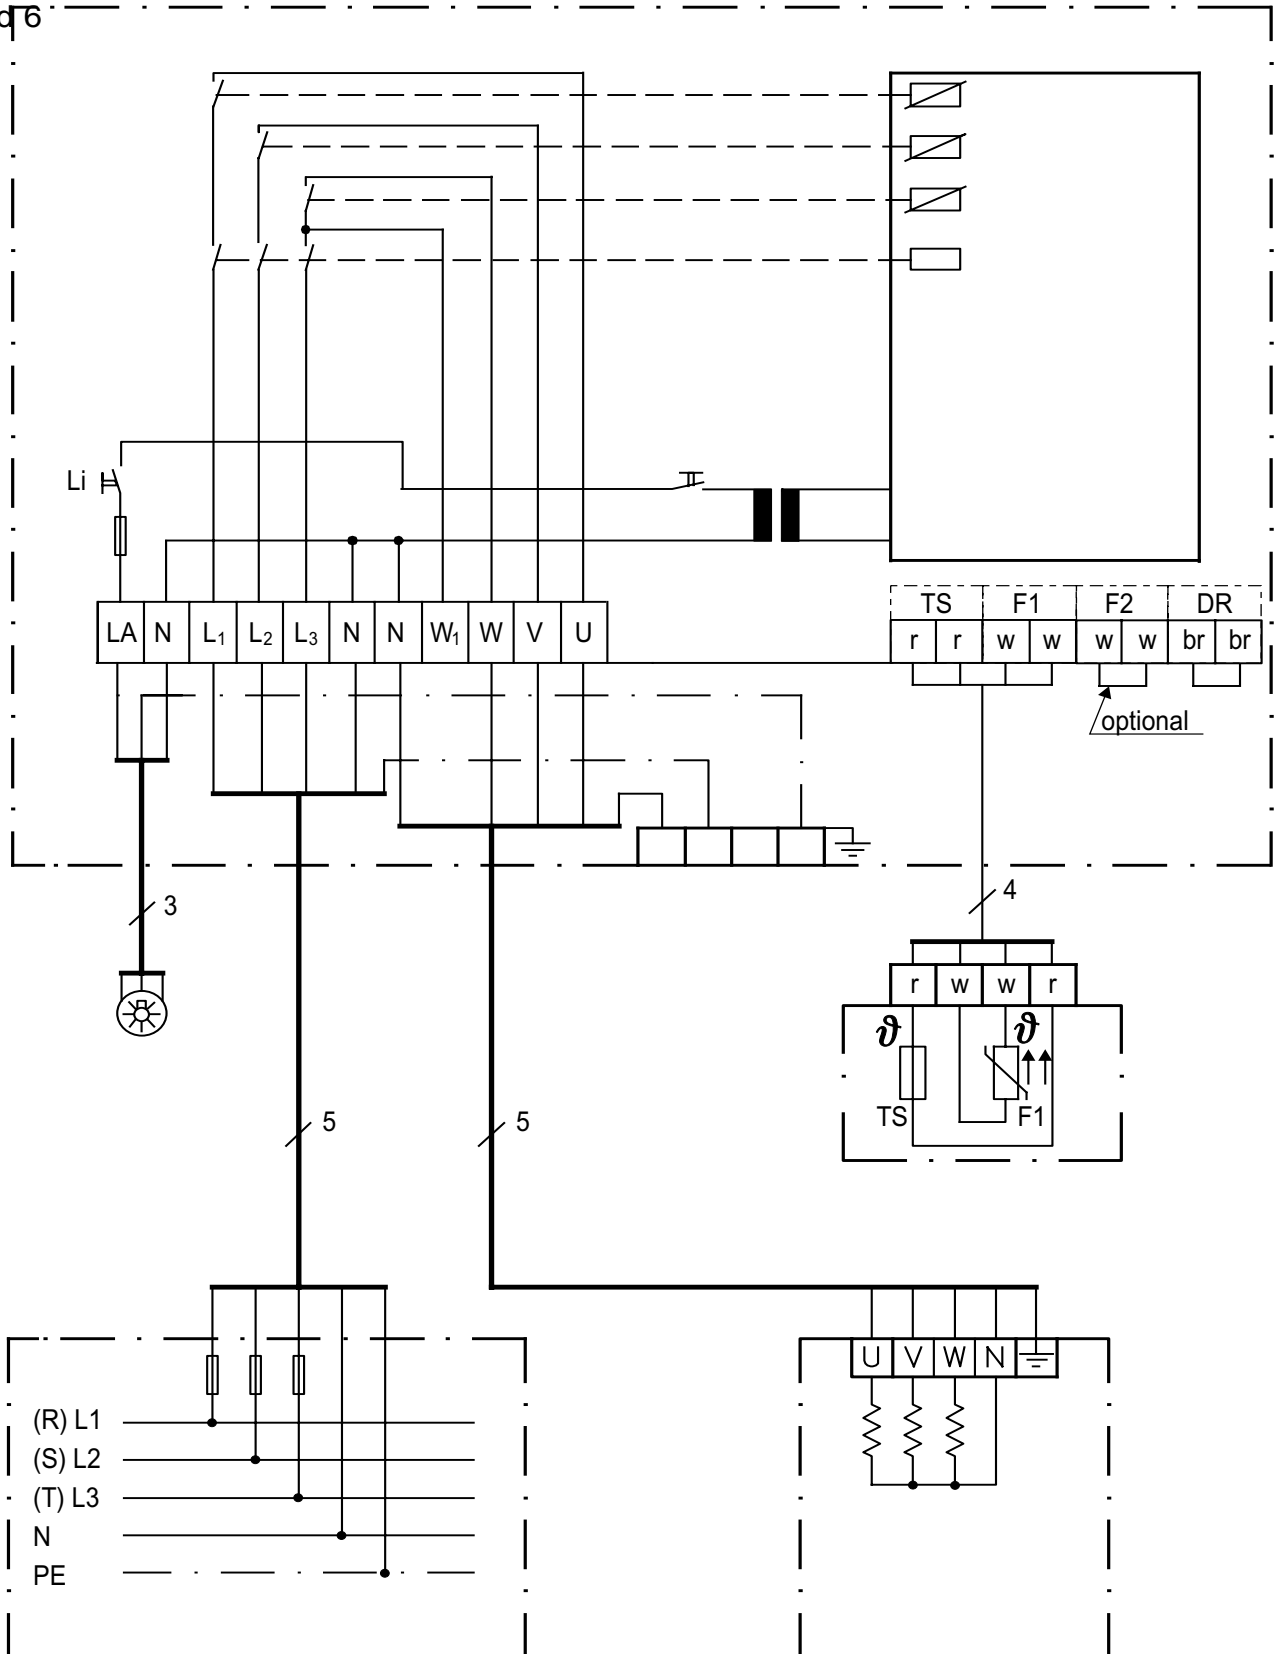 d 6
Li
LA N L₁ L₂ L₃ N N W₁ W V U
TS F1 F2 DR
r r w w w w br br
optional
3
4
r w w r
ϑ ϑ
TS F1
5 5
U V W N
(R) L1
(S) L2
(T) L3
N
PE